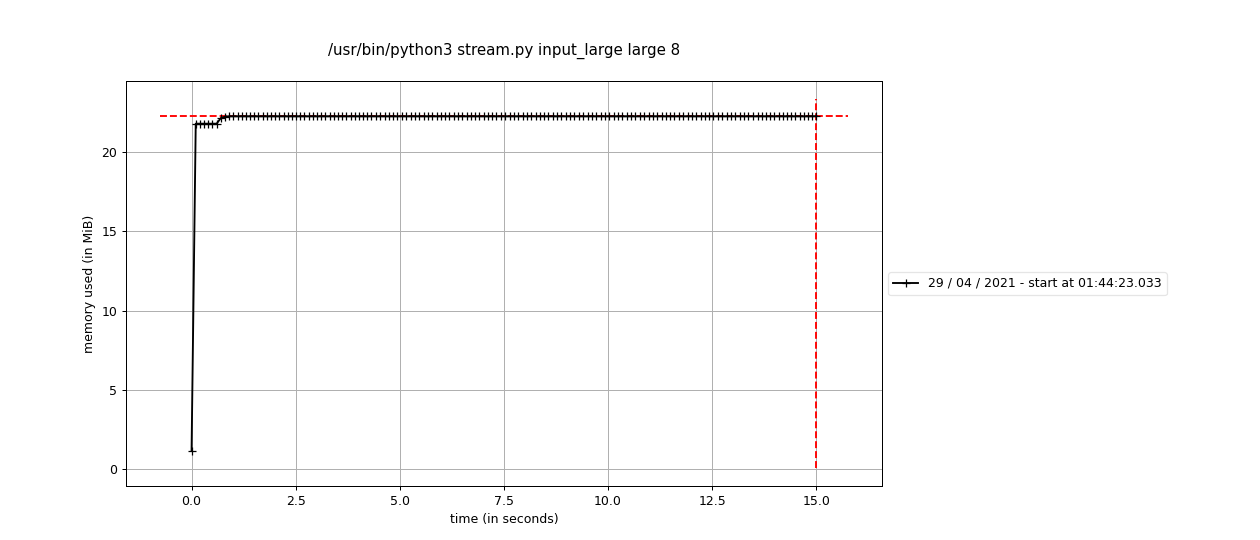 /usr/bin/python3 stream.py input_large large 8
memory used (in MiB)
20
15
10
5
0
0.0 2.5 5.0 7.5 10.0 12.5 15.0
time (in seconds)
29 / 04 / 2021 - start at 01:44:23.033